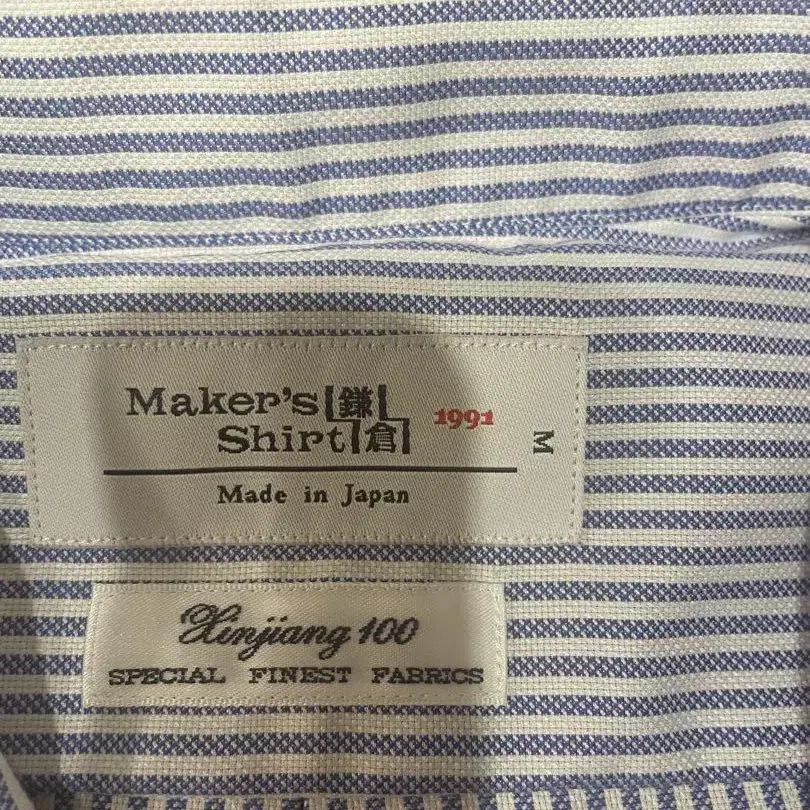 Maker's 鎌 1991
Shirt 倉
M
Made in Japan
Xinjiang 100
SPECIAL FINEST FABRICS